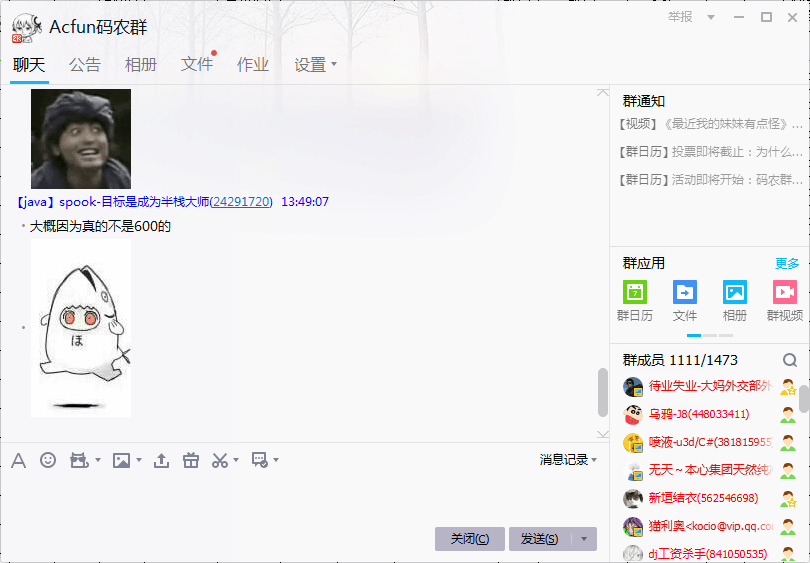 Acfun码农群
举报
聊天 公告 相册 文件 作业 设置
【java】spook-目标是成为半栈大师(24291720) 13:49:07
大概因为真的不是600的
ほ
消息记录
关闭(C) 发送(S)
群通知
【视频】《最近我的妹妹有点怪》...
【群日历】投票即将截止：为什么...
【群日历】活动即将开始：码农群...
群应用 更多
7
群日历 文件 相册 群视频
群成员 1111/1473
待业失业-大妈外交部外
乌鸦-J8(448033411)
喷液-u3d/C#(381815955
无天～本心集团天然纯
新垣结衣(562546698)
猫利奥<kocio@vip.qq.co
dj工资杀手(841050535)